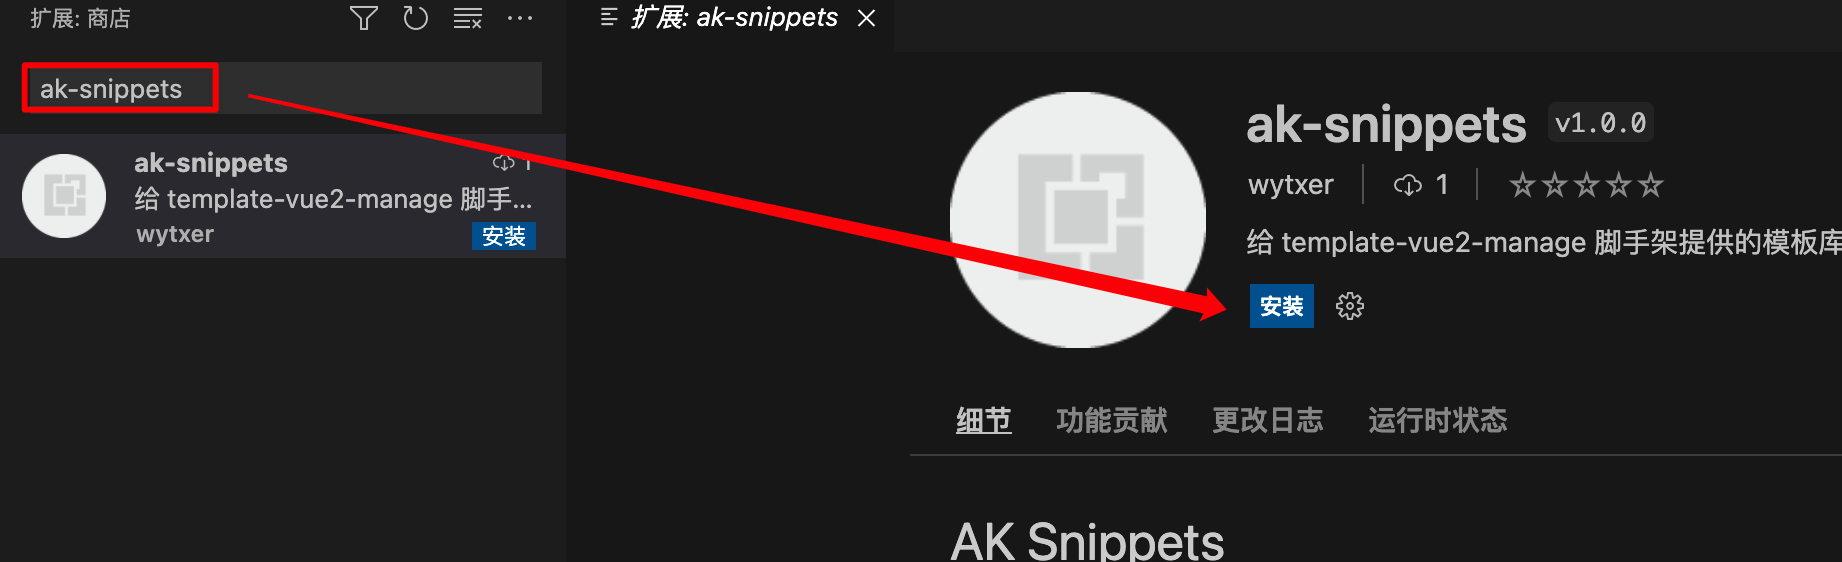 扩展: 商店
ak-snippets
ak-snippets 1
给 template-vue2-manage 脚手...
wytxer
安装
扩展: ak-snippets
ak-snippets v1.0.0
wytxer 1
给 template-vue2-manage 脚手架提供的模板库
安装
细节 功能贡献 更改日志 运行时状态
AK Snippets